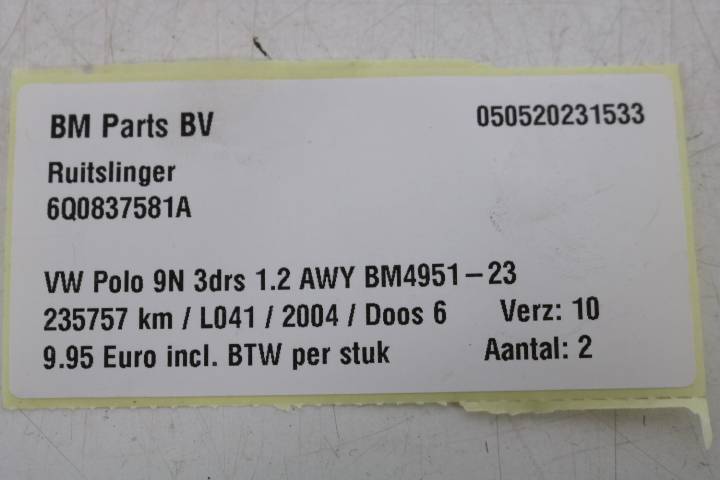 BM Parts BV 050520231533
Ruitslinger
6Q0837581A
VW Polo 9N 3drs 1.2 AWY BM4951-23
235757 km / L041 / 2004 / Doos 6 Verz: 10
9.95 Euro incl. BTW per stuk Aantal: 2